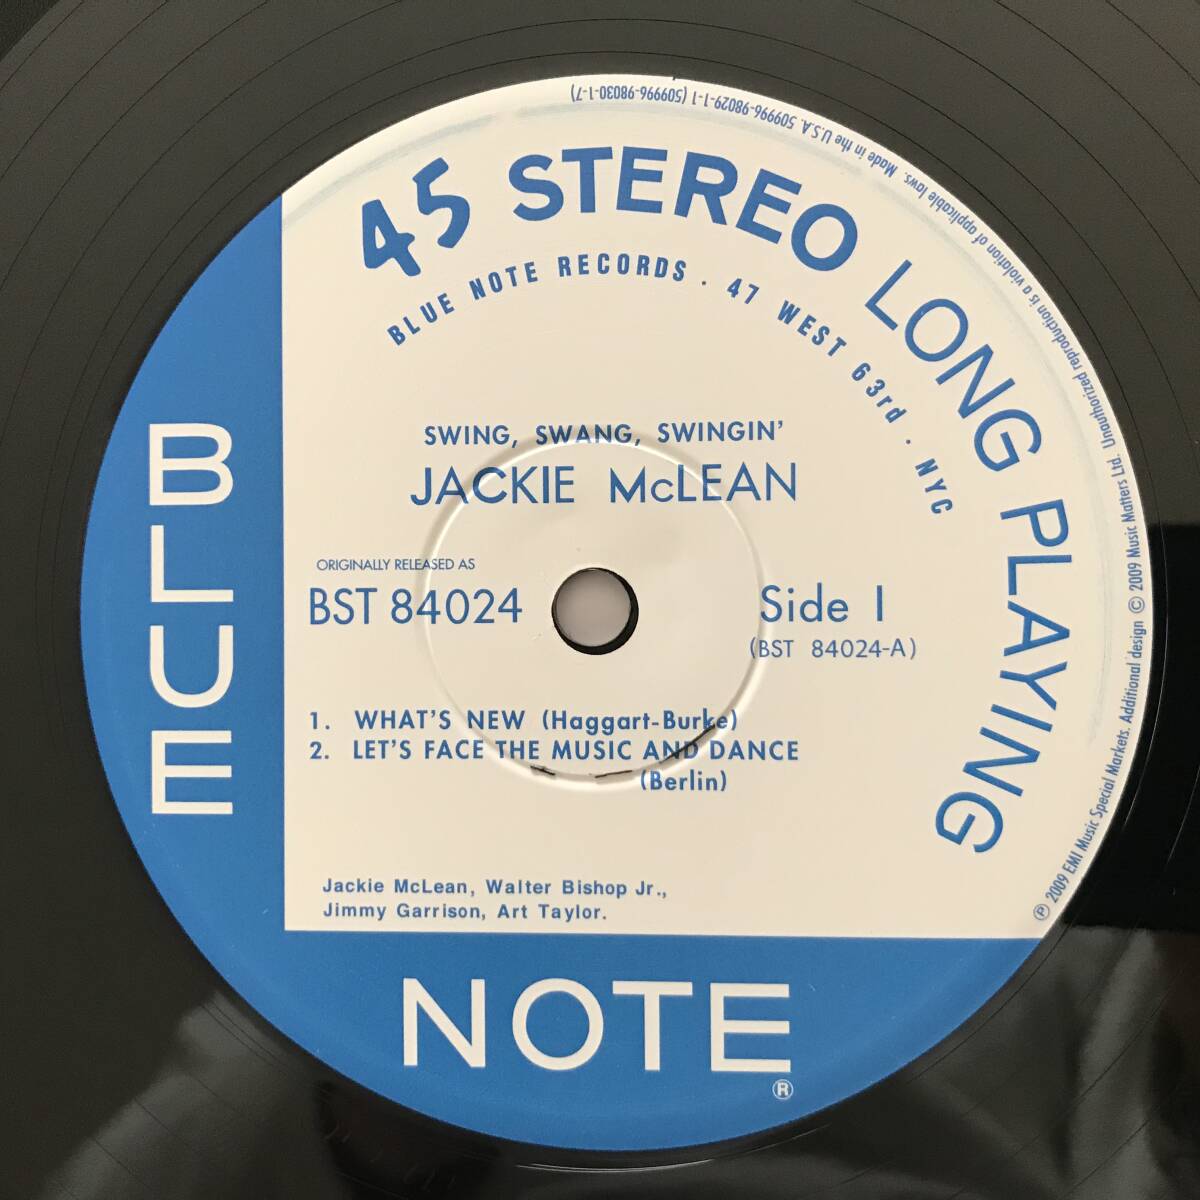 45 STEREO LONG PLAYING
BLUE NOTE RECORDS · 47 WEST 63rd · NYC
SWING, SWANG, SWINGIN'
JACKIE McLEAN
ORIGINALLY RELEASED AS
BST 84024
Side 1
(BST 84024-A)
1. WHAT'S NEW (Haggart-Burke)
2. LET'S FACE THE MUSIC AND DANCE
(Berlin)
Jackie McLean, Walter Bishop Jr.,
Jimmy Garrison, Art Taylor.
BLUE
NOTE
®
℗ 2009 EMI Music Special Markets. Additional design © 2009 Music Matters Ltd. Unauthorized reproduction is a violation of applicable laws. Made in the U.S.A. 509996-98029-1-1 (509996-98030-1-7)